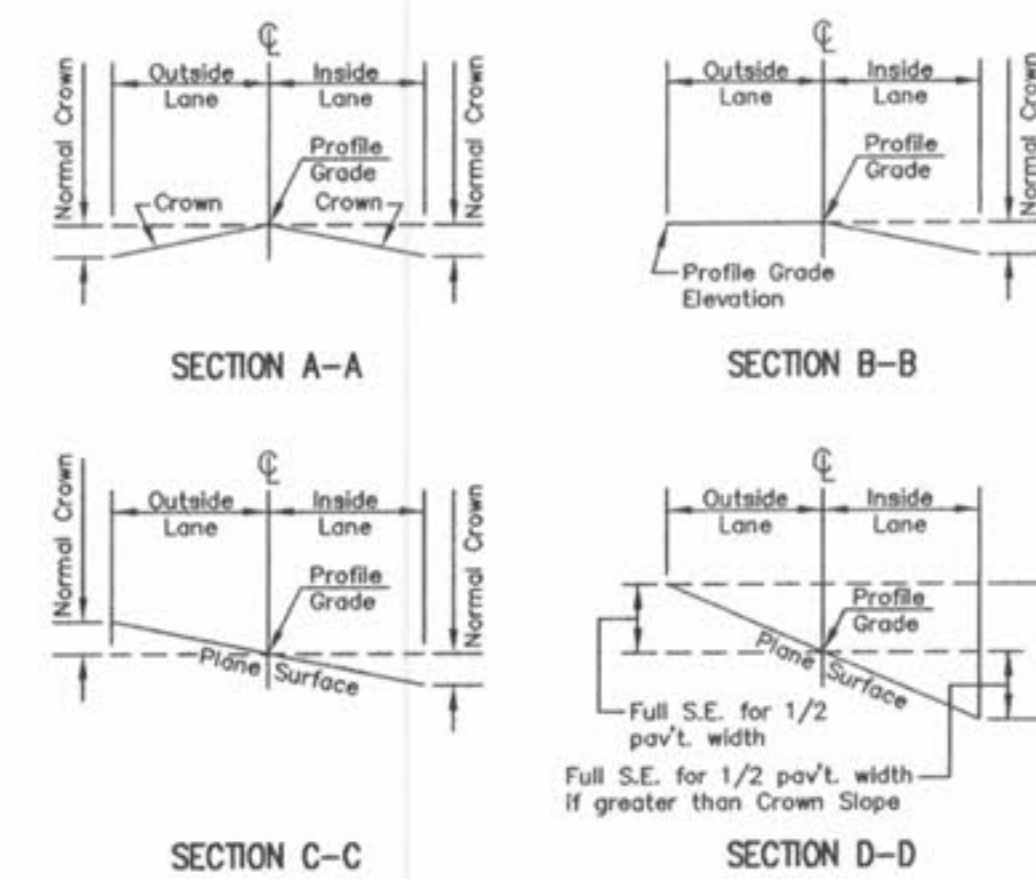 ℄
Outside
Lane
Inside
Lane
Normal Crown
Normal Crown
Profile
Grade
Crown
Crown
SECTION A-A
℄
Outside
Lane
Inside
Lane
Normal Crown
Profile
Grade
Profile Grade
Elevation
SECTION B-B
℄
Outside
Lane
Inside
Lane
Normal Crown
Normal Crown
Profile
Grade
Plane Surface
SECTION C-C
℄
Outside
Lane
Inside
Lane
Profile
Grade
Plane Surface
Full S.E. for 1/2
pav't. width
Full S.E. for 1/2 pav't. width
if greater than Crown Slope
SECTION D-D